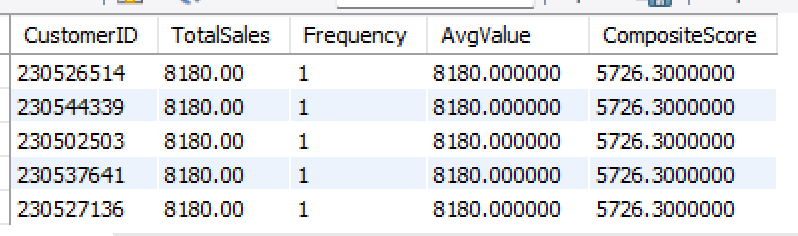 CustomerID TotalSales Frequency AvgValue CompositeScore
230526514 8180.00 1 8180.000000 5726.3000000
230544339 8180.00 1 8180.000000 5726.3000000
230502503 8180.00 1 8180.000000 5726.3000000
230537641 8180.00 1 8180.000000 5726.3000000
230527136 8180.00 1 8180.000000 5726.3000000